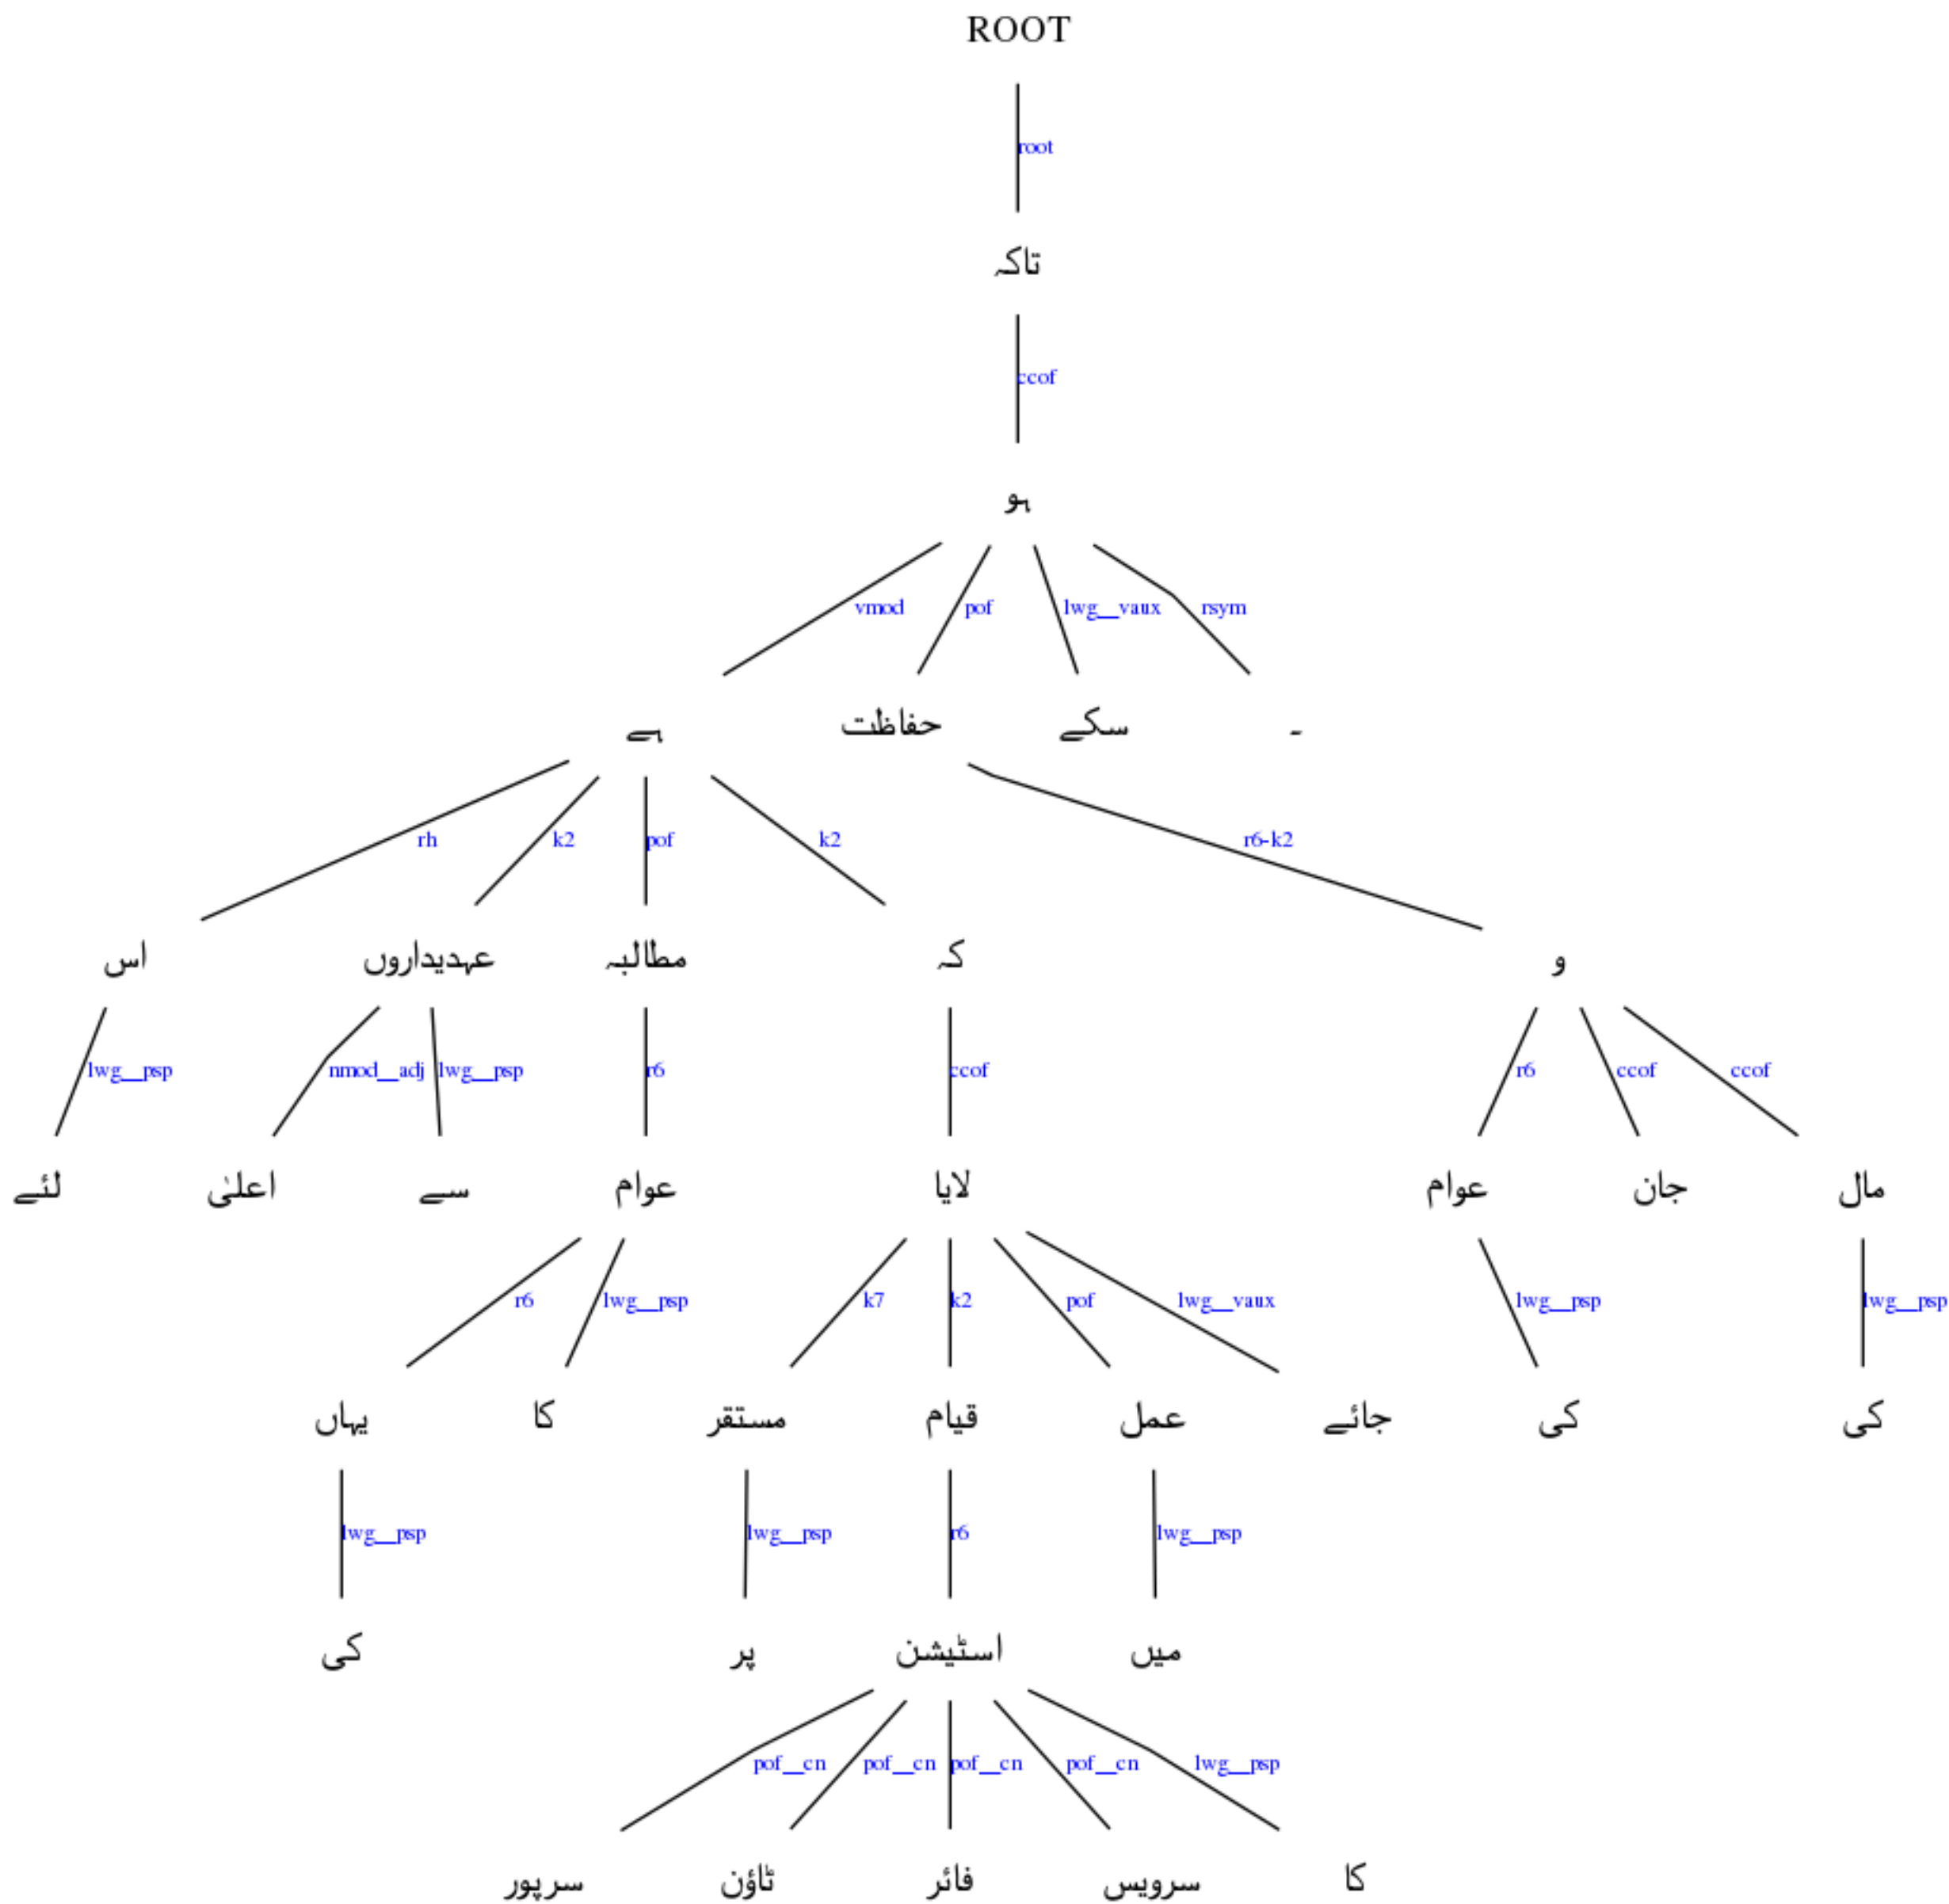 ROOT
root
تاکہ
ccof
ہو
vmod pof lwg__vaux rsym
ہے حفاظت سکے ۔
rh k2 pof k2 r6-k2
اس عہدیداروں مطالبہ کہ و
lwg__psp nmod__adj lwg__psp r6 ccof r6 ccof ccof
لئے اعلیٰ سے عوام لایا عوام جان مال
r6 lwg__psp k7 k2 pof lwg__vaux lwg__psp lwg__psp
یہاں کا مستقر قیام عمل جائے کی کی
lwg__psp lwg__psp r6 lwg__psp
کی پر اسٹیشن میں
pof__cn pof__cn pof__cn pof__cn lwg__psp
سرپور ٹاؤن فائر سرویس کا